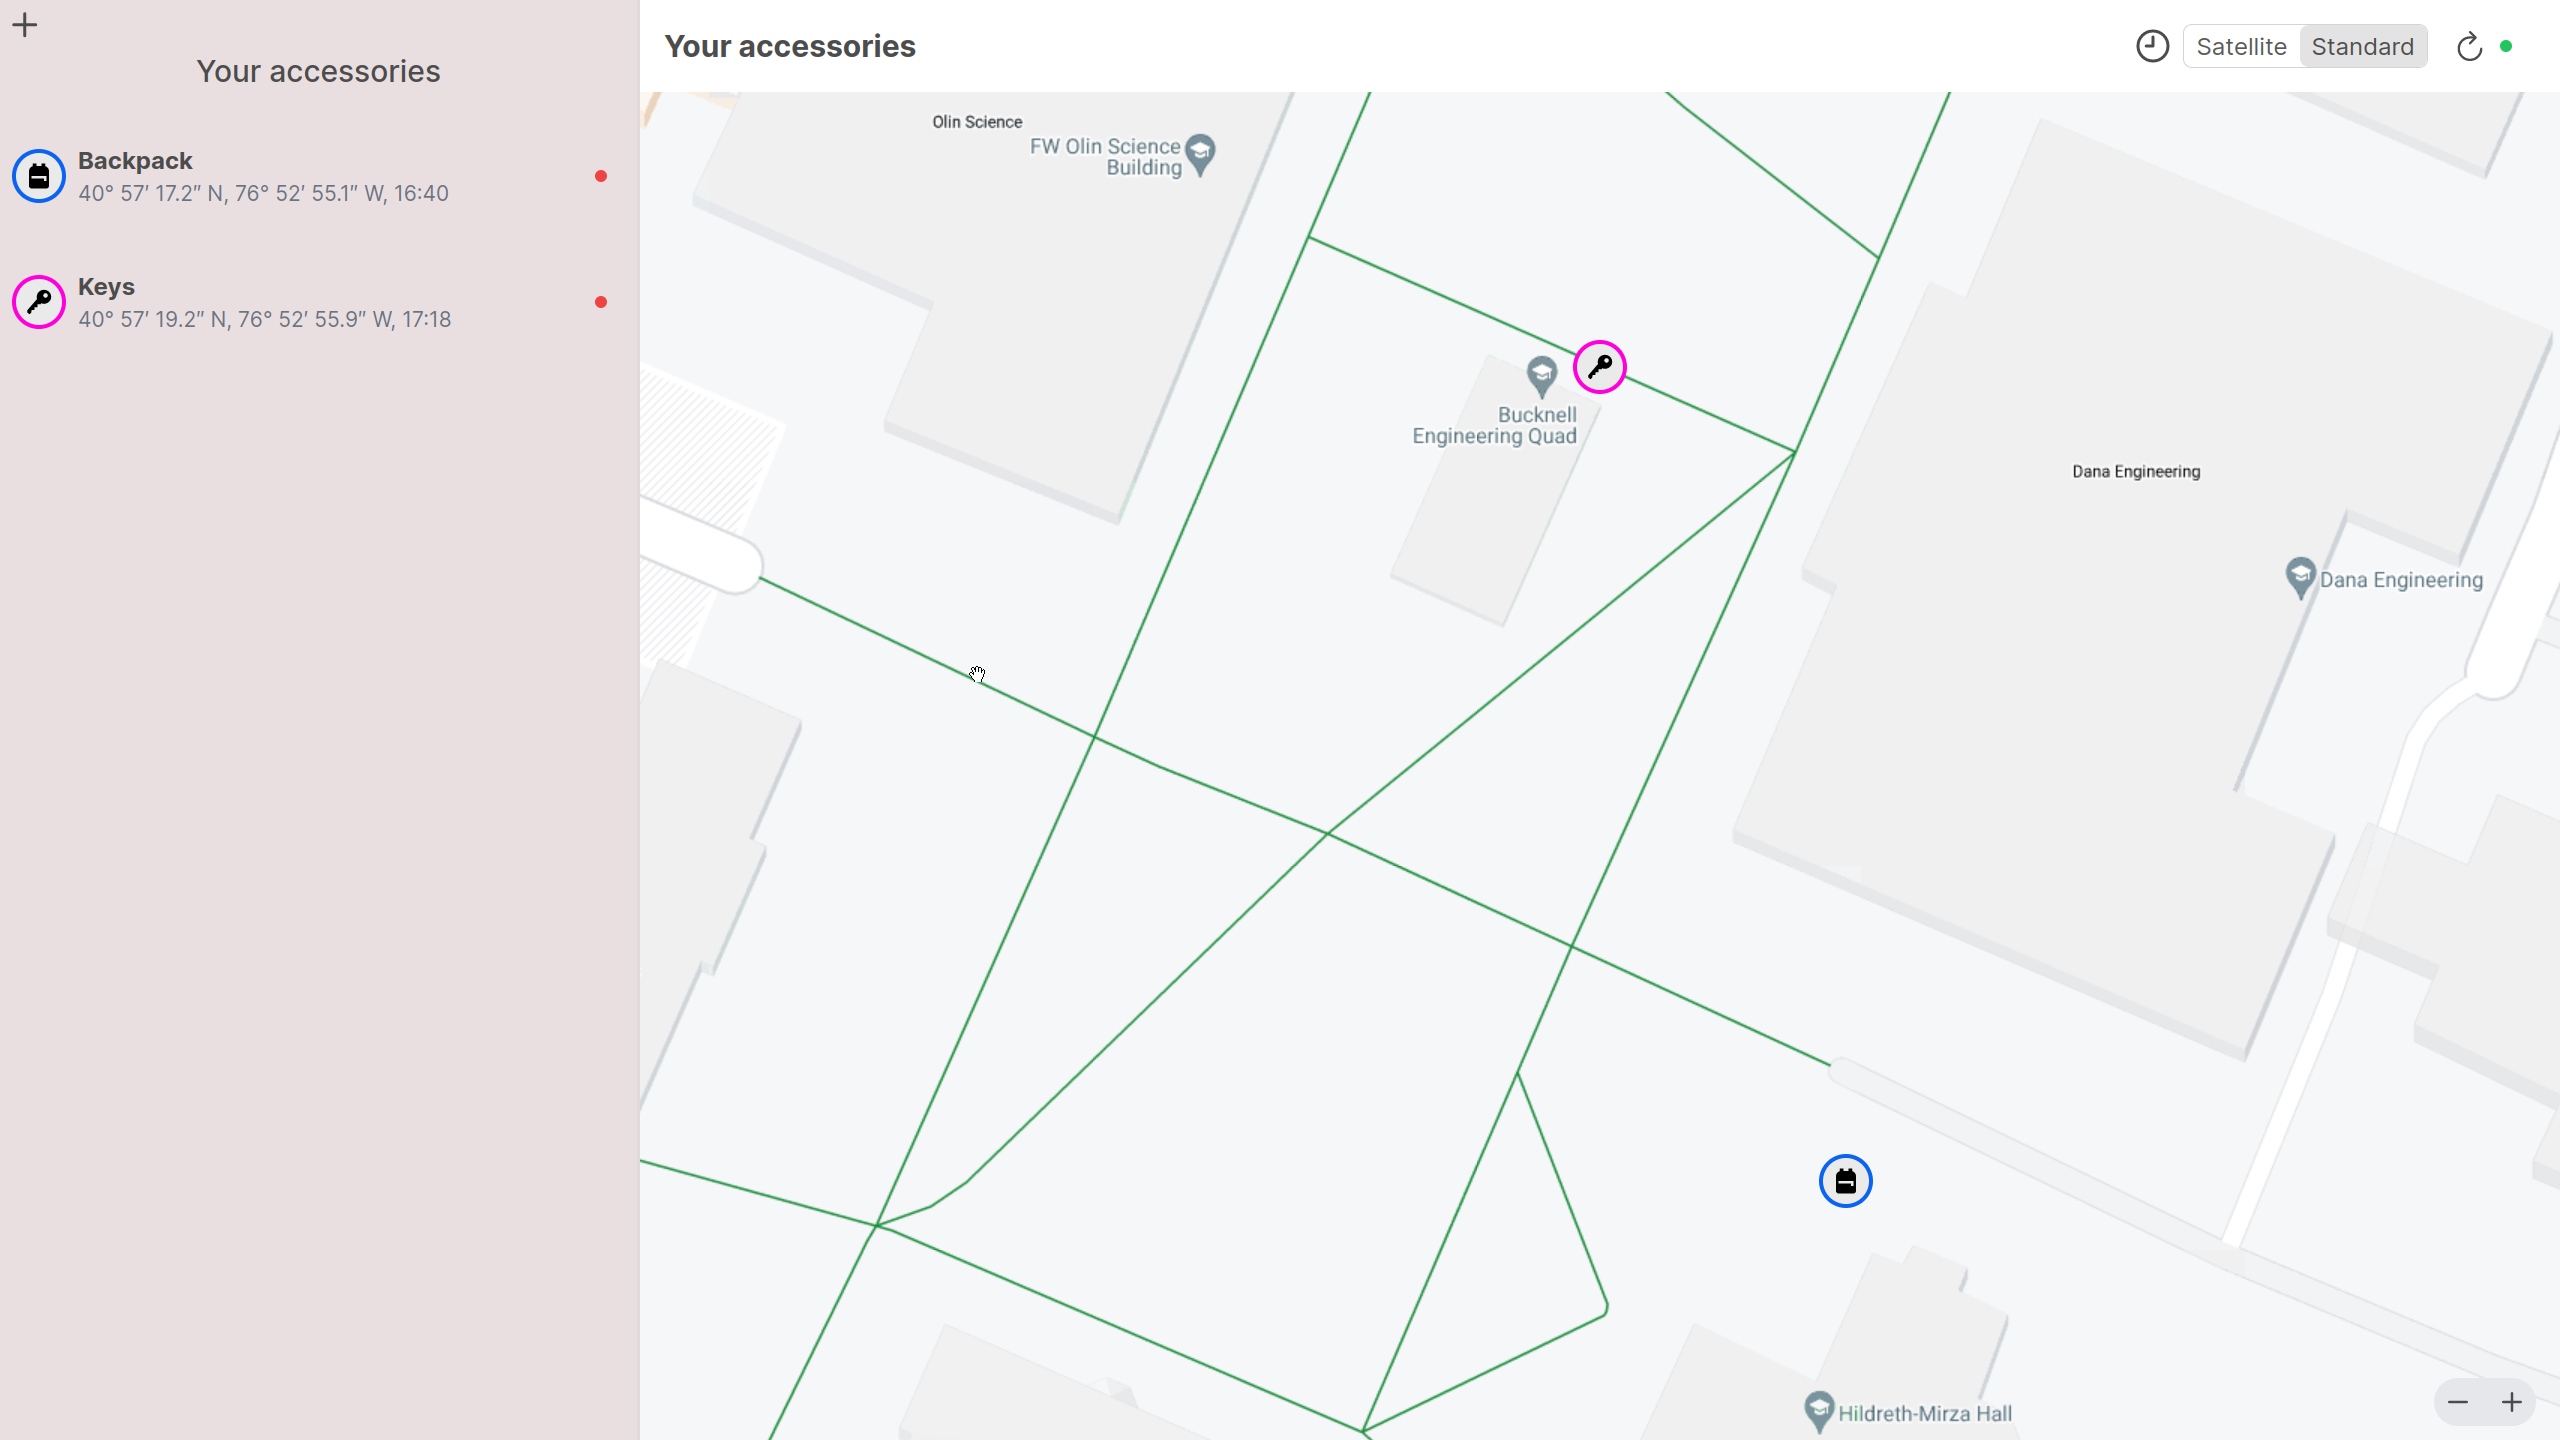 Your accessories
Backpack
40° 57′ 17.2″ N, 76° 52′ 55.1″ W, 16:40
Keys
40° 57′ 19.2″ N, 76° 52′ 55.9″ W, 17:18
Your accessories
Satellite
Standard
Olin Science
FW Olin Science
Building
Bucknell
Engineering Quad
Dana Engineering
Dana Engineering
Hildreth-Mirza Hall